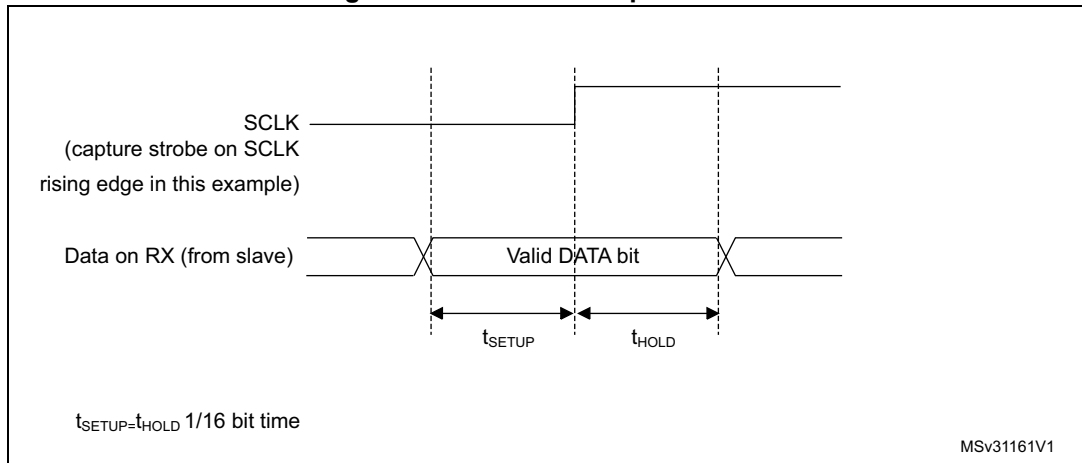 SCLK
(capture strobe on SCLK
rising edge in this example)
Data on RX (from slave)
Valid DATA bit
tSETUP
tHOLD
tSETUP=tHOLD 1/16 bit time
MSv31161V1